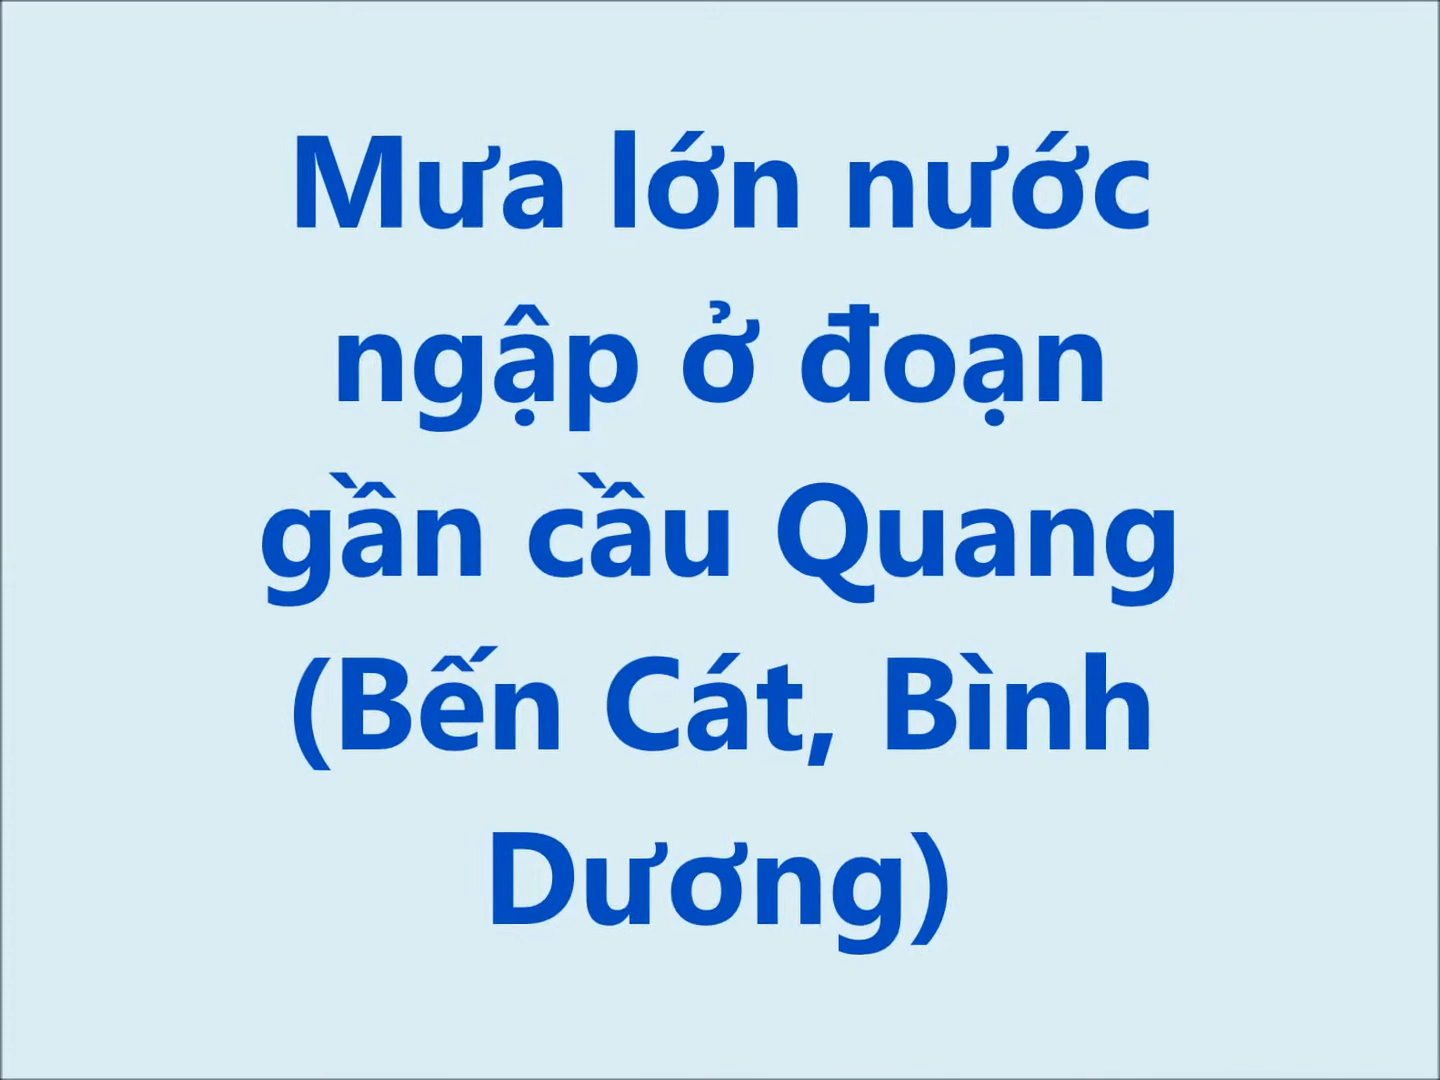 Mưa lớn nước
ngập ở đoạn
gần cầu Quang
(Bến Cát, Bình
Dương)